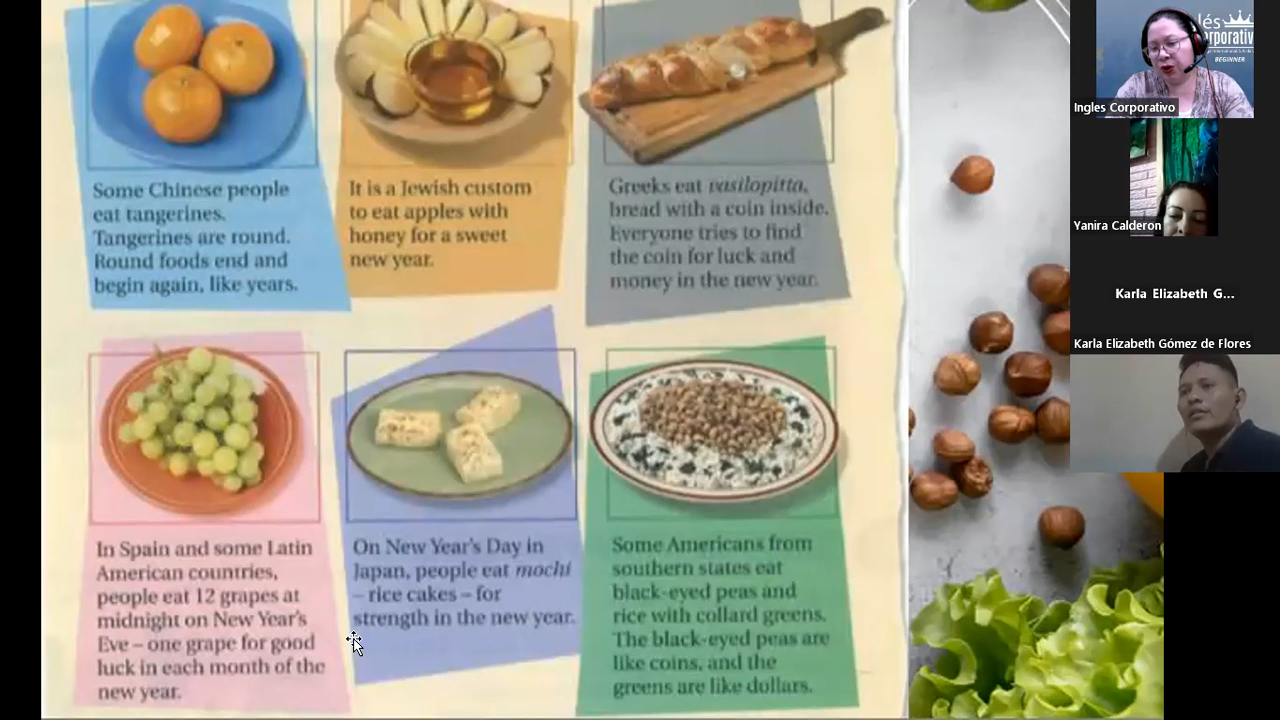 Some Chinese people
eat tangerines.
Tangerines are round.
Round foods end and
begin again, like years.
It is a Jewish custom
to eat apples with
honey for a sweet
new year.
Greeks eat vasilopitta,
bread with a coin inside.
Everyone tries to find
the coin for luck and
money in the new year.
In Spain and some Latin
American countries,
people eat 12 grapes at
midnight on New Year's
Eve – one grape for good
luck in each month of the
new year.
On New Year's Day in
Japan, people eat mochi
– rice cakes – for
strength in the new year.
Some Americans from
southern states eat
black-eyed peas and
rice with collard greens.
The black-eyed peas are
like coins, and the
greens are like dollars.
BEGINNER
Ingles Corporativo
Yanira Calderon
Karla Elizabeth G...
Karla Elizabeth Gómez de Flores